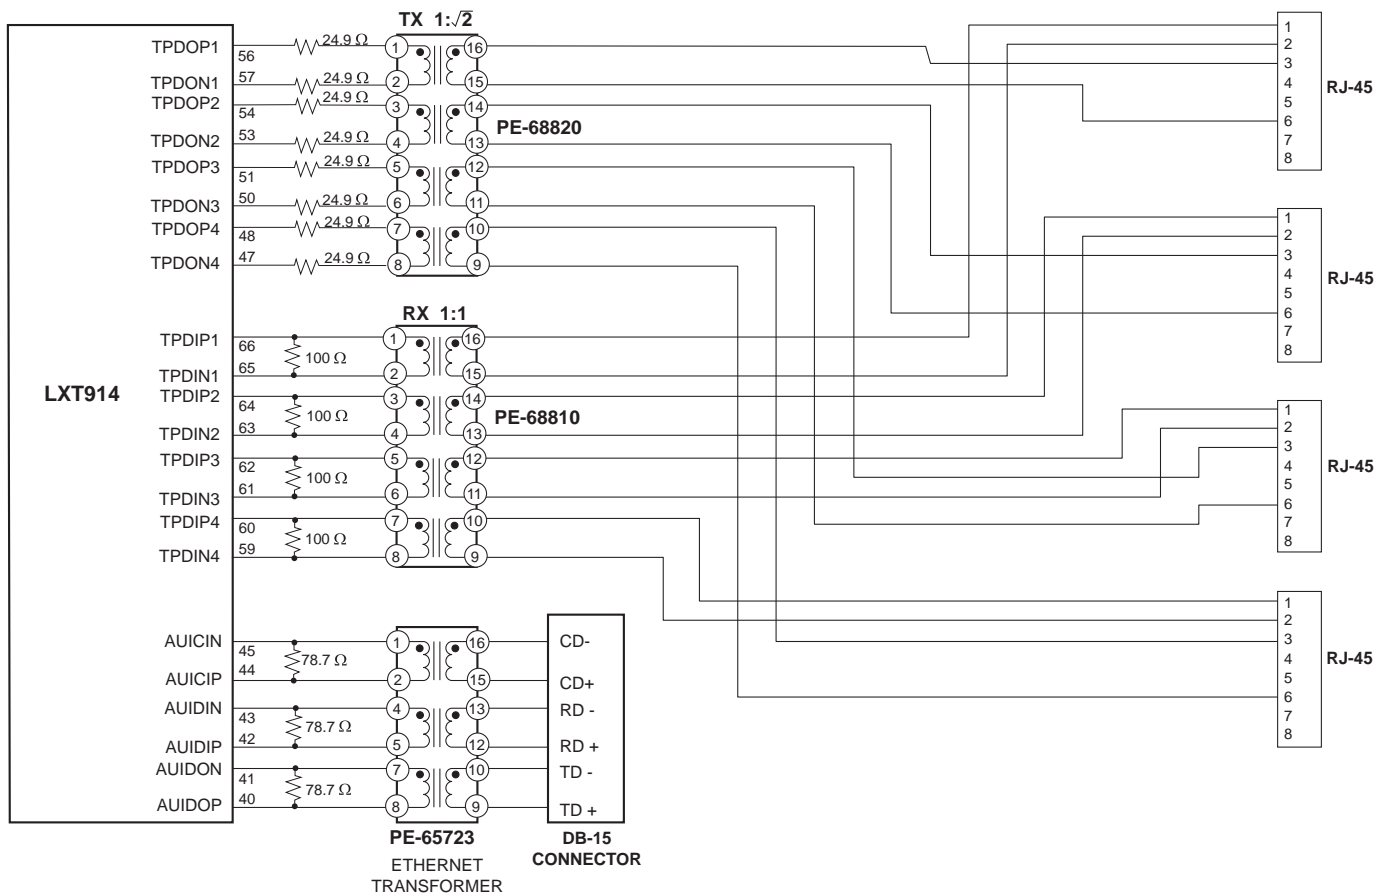 TX 1:√2
TPDOP1 56 24.9 Ω 1 16
TPDON1 57 24.9 Ω 2 15
TPDOP2 54 24.9 Ω 3 14
PE-68820
TPDON2 53 24.9 Ω 4 13
TPDOP3 51 24.9 Ω 5 12
TPDON3 50 24.9 Ω 6 11
TPDOP4 48 24.9 Ω 7 10
TPDON4 47 24.9 Ω 8 9
RX 1:1
TPDIP1 66 1 16
100 Ω
TPDIN1 65 2 15
LXT914
TPDIP2 64 3 14
100 Ω
PE-68810
TPDIN2 63 4 13
TPDIP3 62 5 12
100 Ω
TPDIN3 61 6 11
TPDIP4 60 7 10
100 Ω
TPDIN4 59 8 9
AUICIN 45 1 16 CD-
78.7 Ω
AUICIP 44 2 15 CD+
AUIDIN 43 4 13 RD -
78.7 Ω
AUIDIP 42 5 12 RD +
AUIDON 41 7 10 TD -
78.7 Ω
AUIDOP 40 8 9 TD +
PE-65723
ETHERNET
TRANSFORMER
DB-15
CONNECTOR
1
2
3
4
5
6
7
8
RJ-45
1
2
3
4
5
6
7
8
RJ-45
1
2
3
4
5
6
7
8
RJ-45
1
2
3
4
5
6
7
8
RJ-45